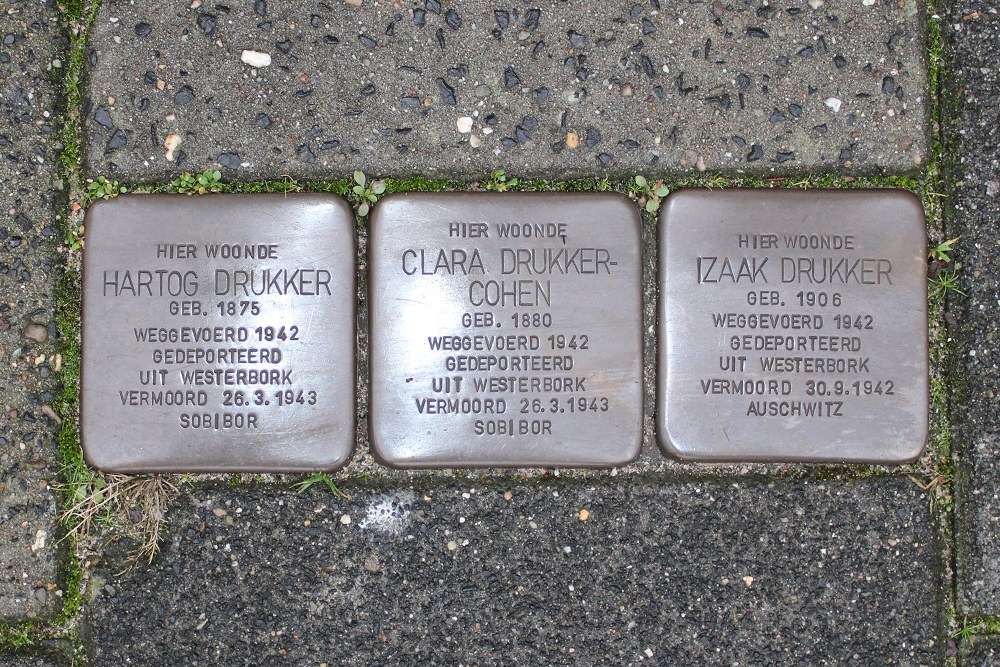 HIER WOONDE
HARTOG DRUKKER
GEB. 1875
WEGGEVOERD 1942
GEDEPORTEERD
UIT WESTERBORK
VERMOORD 26.3.1943
SOBIBOR
HIER WOONDE
CLARA DRUKKER-
COHEN
GEB. 1880
WEGGEVOERD 1942
GEDEPORTEERD
UIT WESTERBORK
VERMOORD 26.3.1943
SOBIBOR
HIER WOONDE
IZAAK DRUKKER
GEB. 1906
WEGGEVOERD 1942
GEDEPORTEERD
UIT WESTERBORK
VERMOORD 30.9.1942
AUSCHWITZ